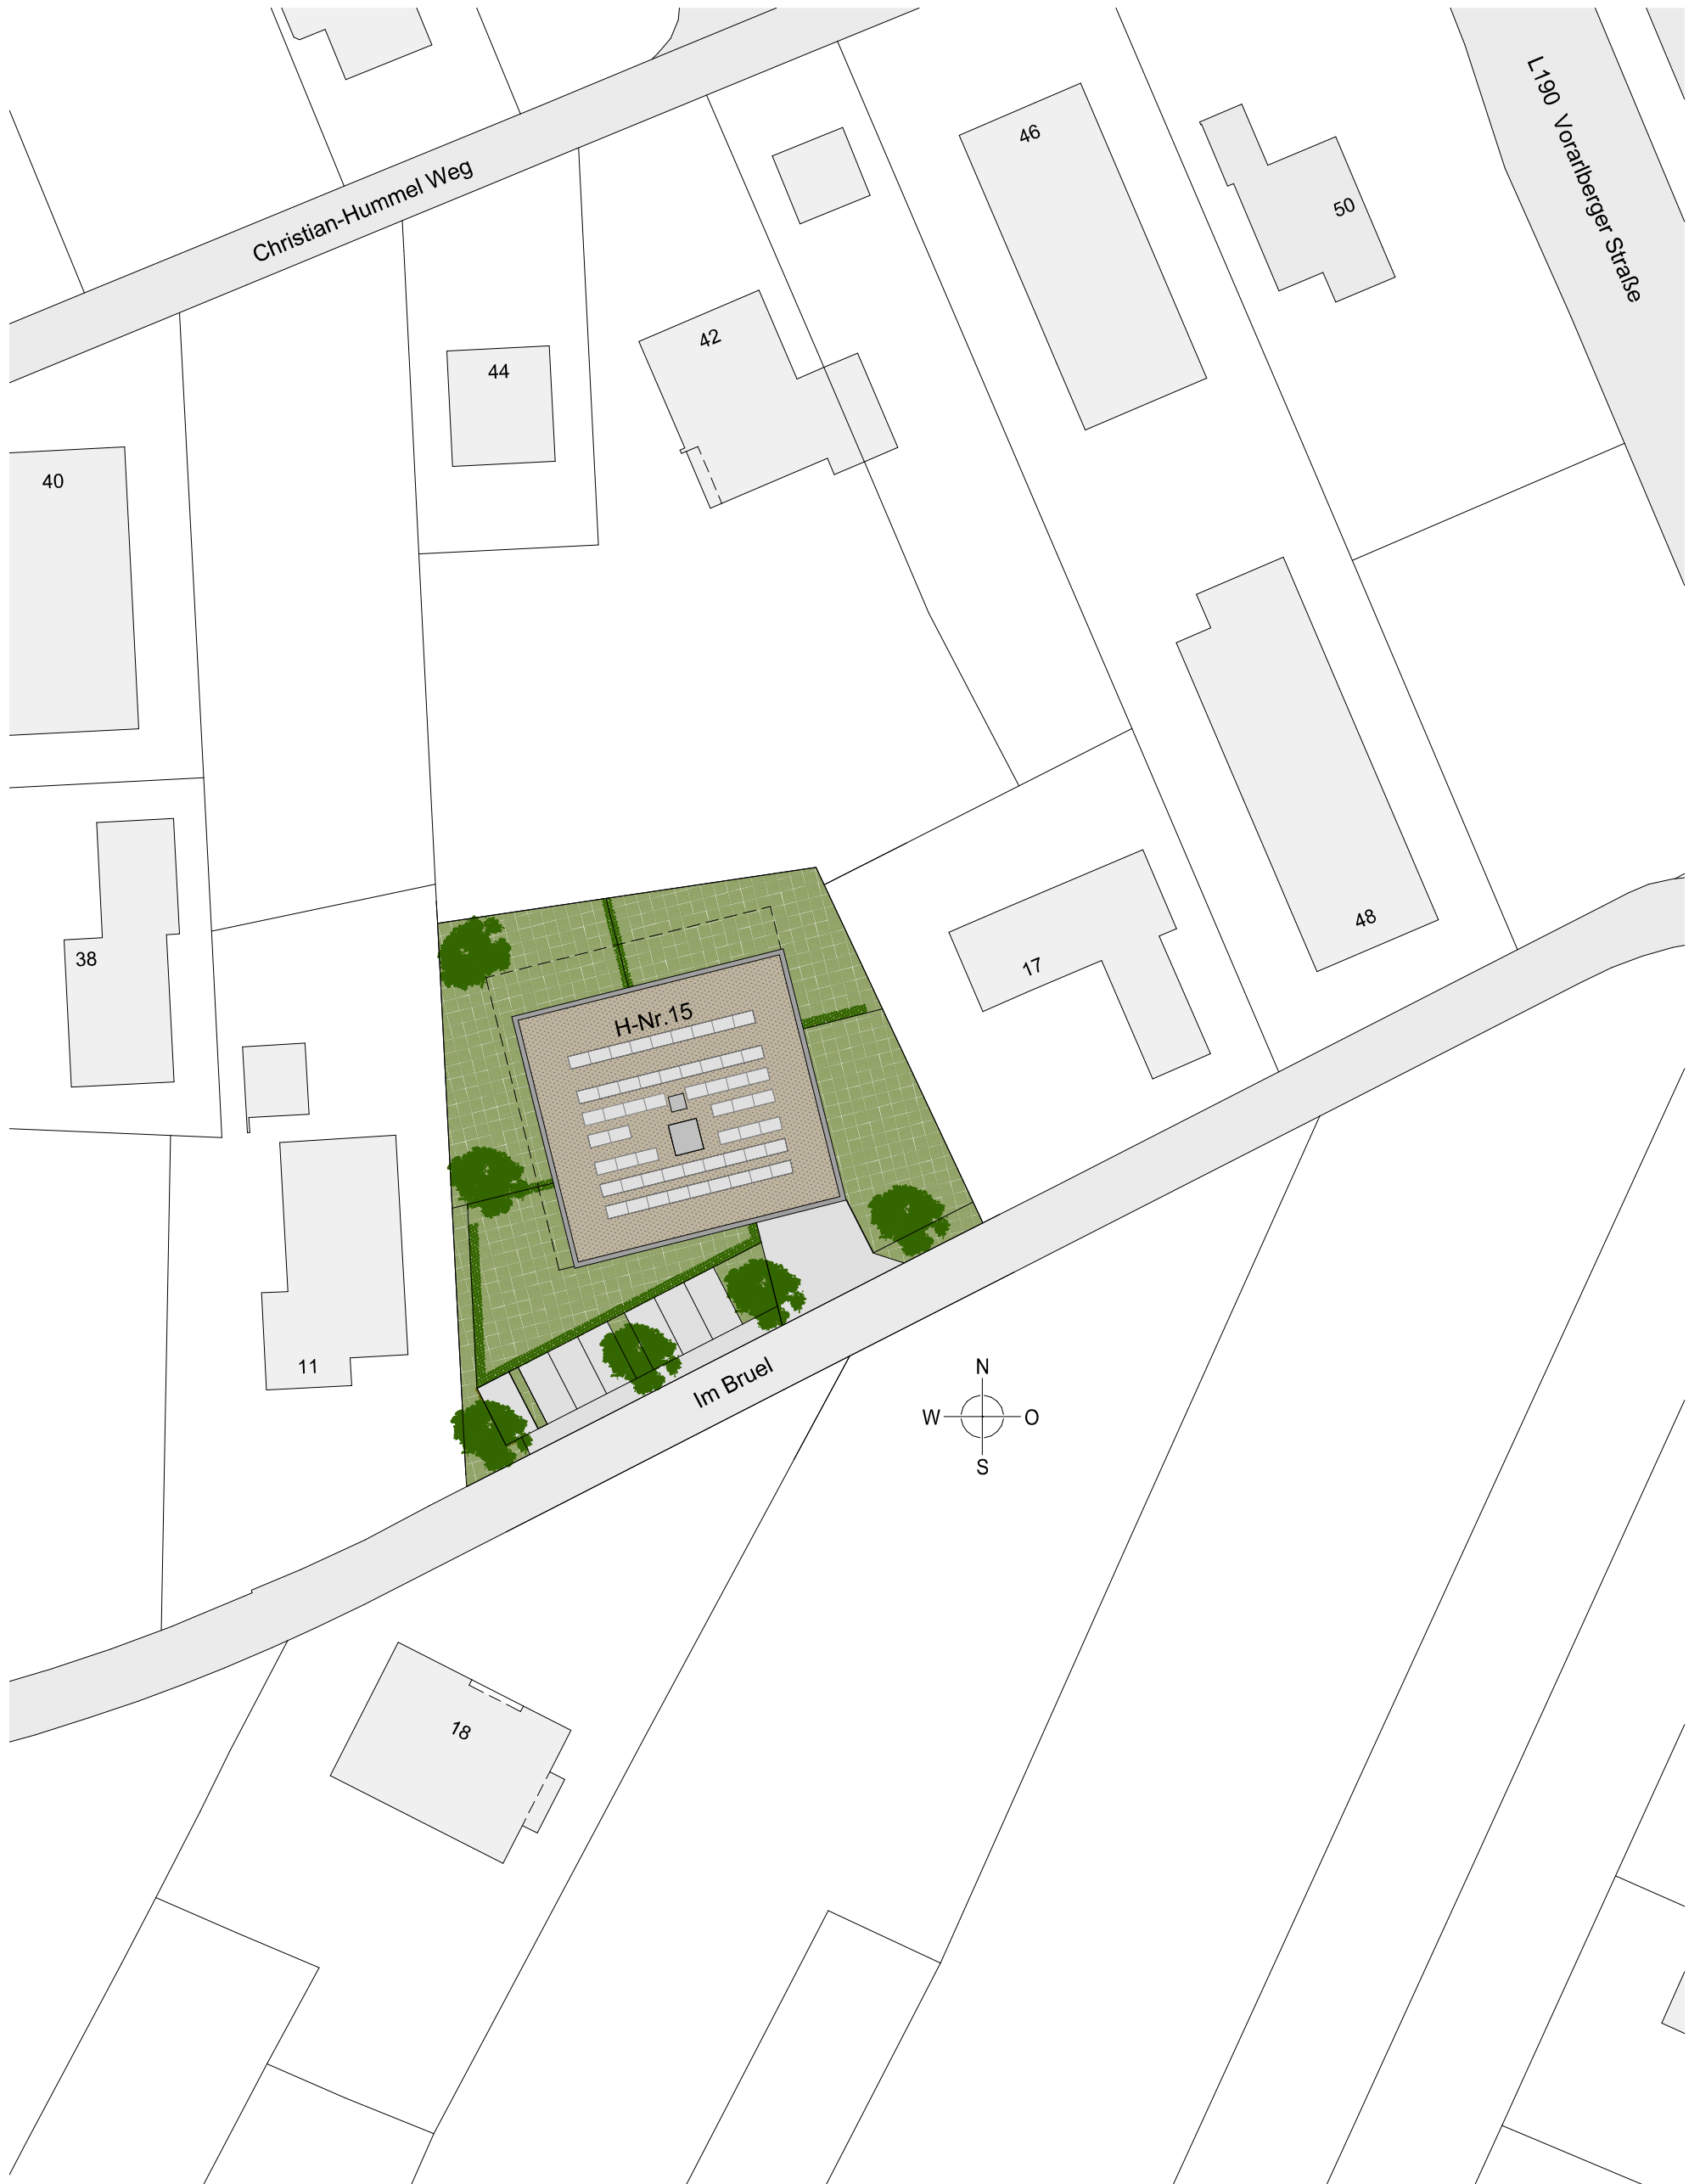 L190 Vorarlberger Straße
46
Christian-Hummel Weg
50
42
44
40
48
38
17
H-Nr.15
11
Im Bruel
N
W
O
S
18